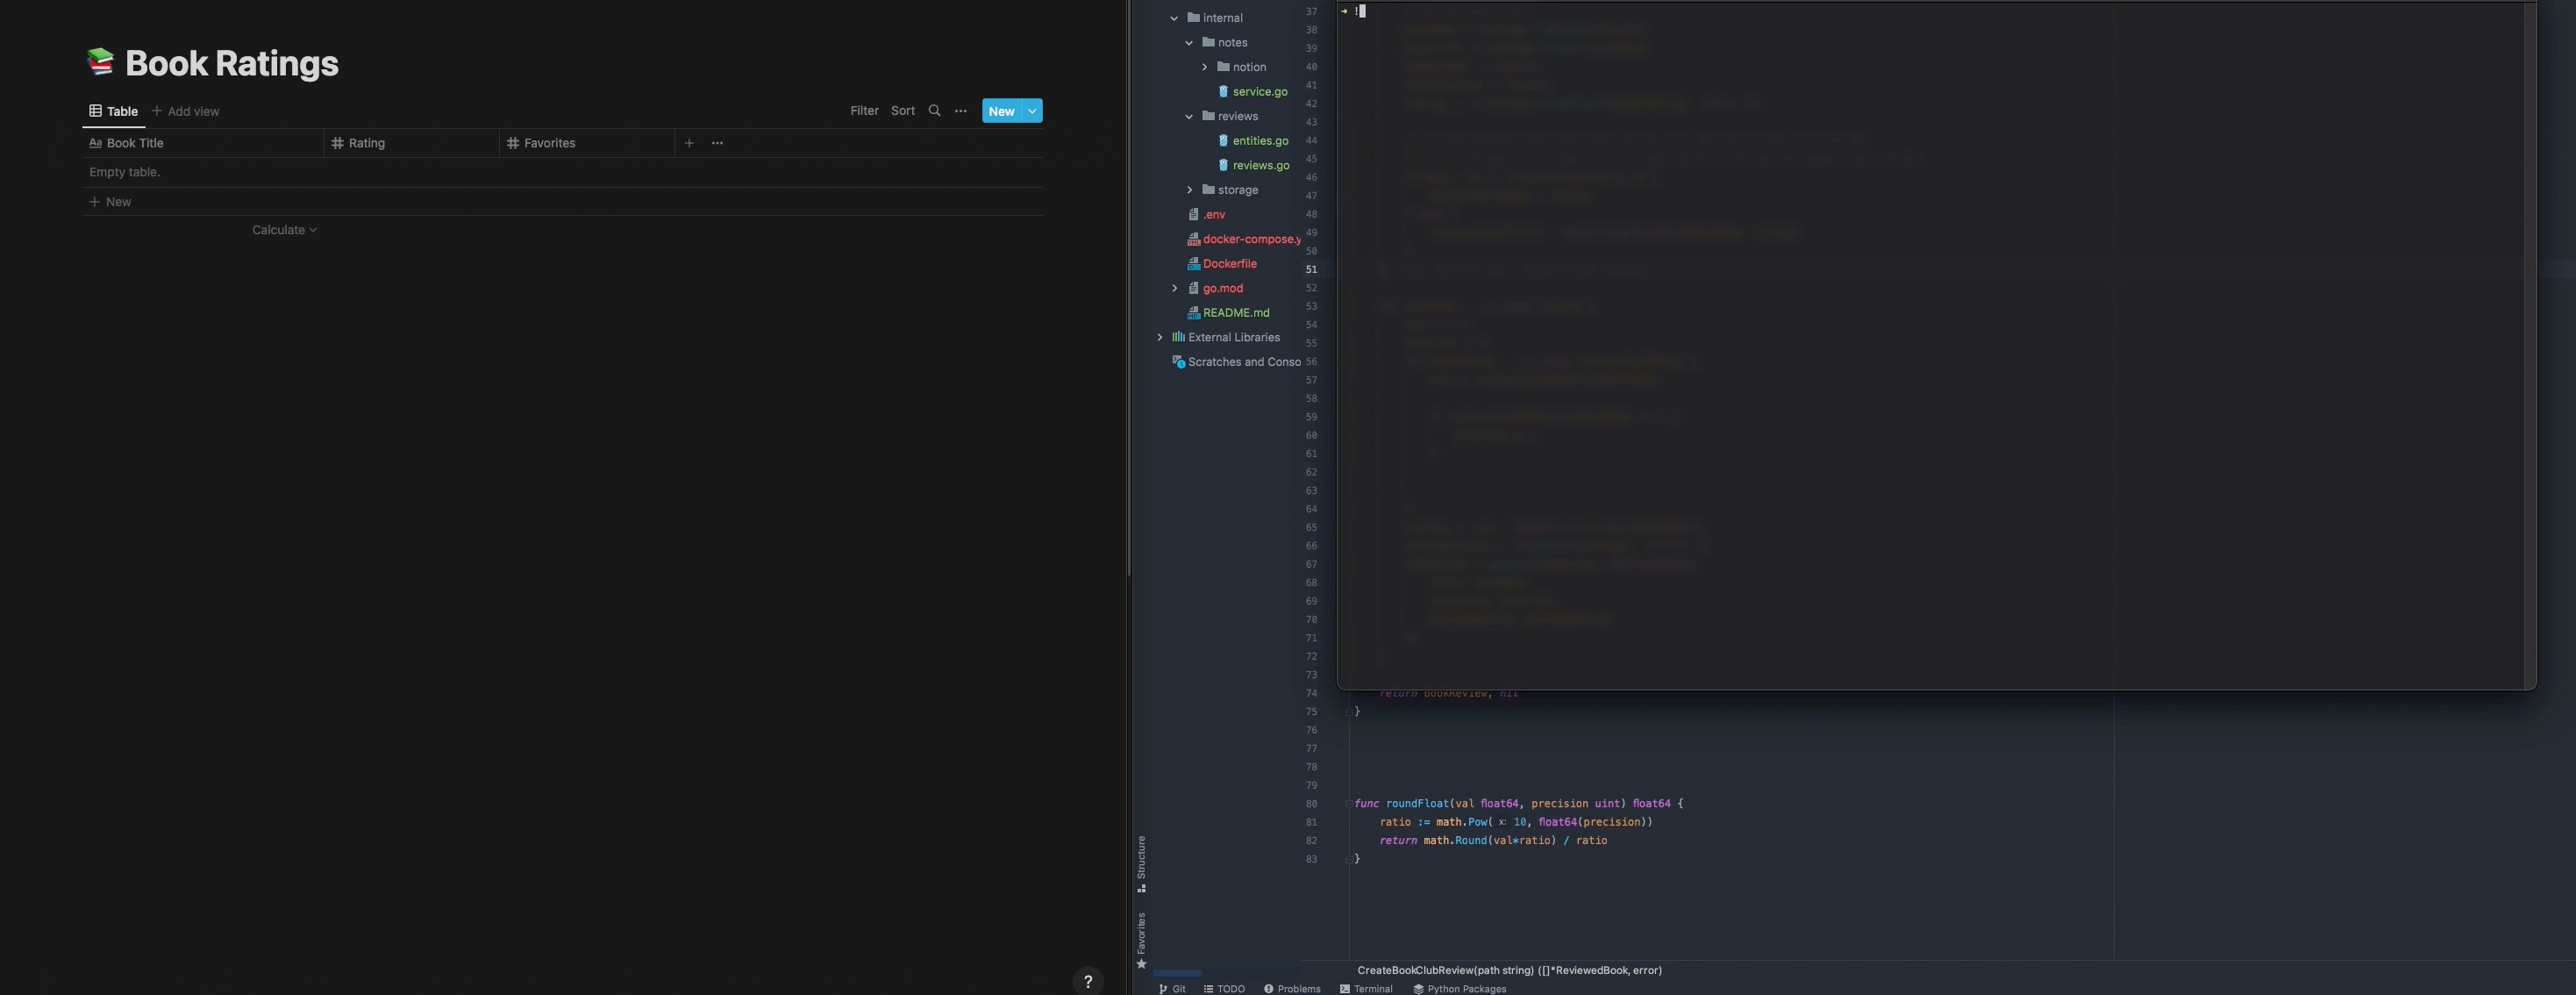 Book Ratings
Table
Add view
Filter
Sort
New
Aa Book Title
Rating
Favorites
Empty table.
New
Calculate
?
internal
notes
notion
service.go
reviews
entities.go
reviews.go
storage
.env
docker-compose.y
Dockerfile
go.mod
README.md
External Libraries
Scratches and Conso
Structure
Favorites
37
38
39
40
41
42
43
44
45
46
47
48
49
50
51
52
53
54
55
56
57
58
59
60
61
62
63
64
65
66
67
68
69
70
71
72
73
74 return bookReview, nil
75 }
76
77
78
79
80 func roundFloat(val float64, precision uint) float64 {
81 ratio := math.Pow( x: 10, float64(precision))
82 return math.Round(val*ratio) / ratio
83 }
➜ !
CreateBookClubReview(path string) ([]*ReviewedBook, error)
Git
TODO
Problems
Terminal
Python Packages